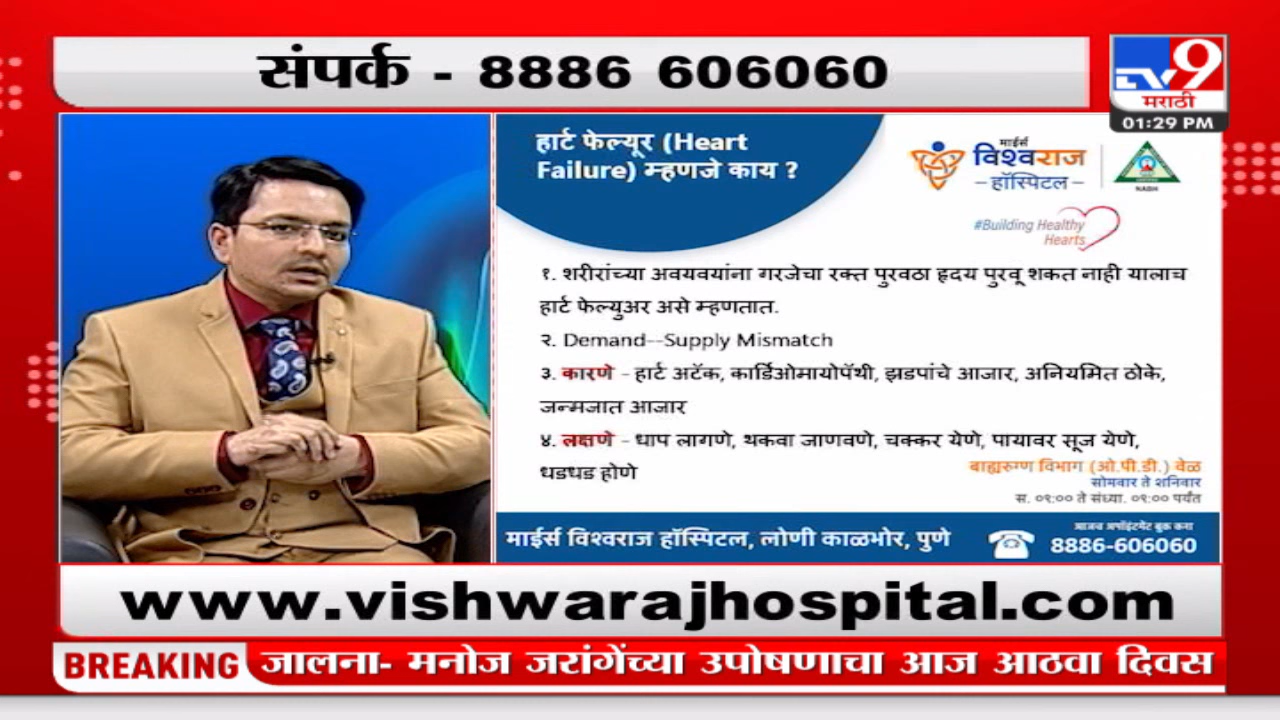 संपर्क - 8886 606060
TV9
मराठी
01:29 PM
हार्ट फेल्यूर (Heart
Failure) म्हणजे काय ?
माईर्स
विश्वराज
हॉस्पिटल
NABH
#Building Healthy
Hearts
१. शरीरांच्या अवयवयांना गरजेचा रक्त पुरवठा हृदय पुरवू शकत नाही यालाच
हार्ट फेल्युअर असे म्हणतात.
२. Demand--Supply Mismatch
३. कारणे - हार्ट अटॅक, कार्डिओमायोपॅथी, झडपांचे आजार, अनियमित ठोके,
जन्मजात आजार
४. लक्षणे - धाप लागणे, थकवा जाणवणे, चक्कर येणे, पायावर सूज येणे,
धडधड होणे
बाह्यरुग्ण विभाग (ओ.पी.डी.) वेळ
सोमवार ते शनिवार
स. ०९:०० ते संध्या. ०९:०० पर्यंत
माईर्स विश्वराज हॉस्पिटल, लोणी काळभोर, पुणे
आजच अपॉइंटमेंट बुक करा
8886-606060
www.vishwarajhospital.com
BREAKING जालना- मनोज जरांगेंच्या उपोषणाचा आज आठवा दिवस